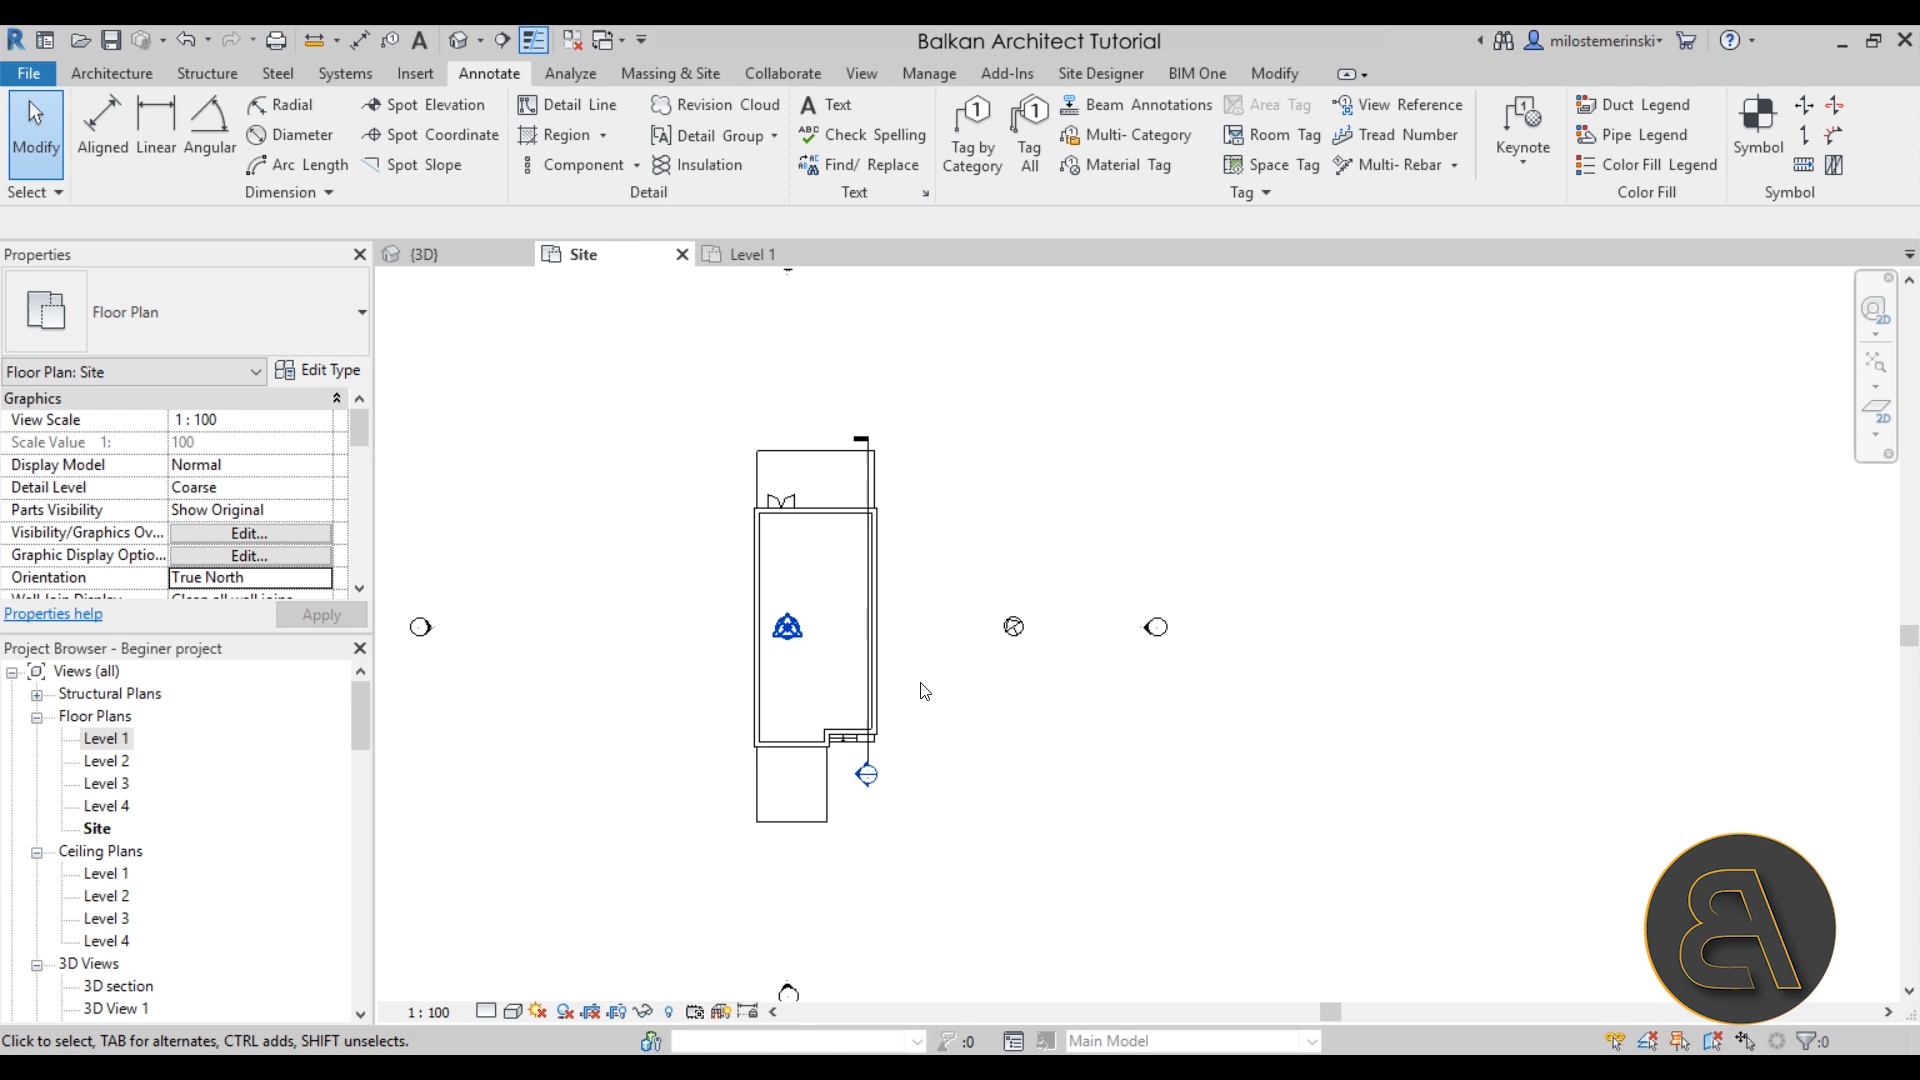 Balkan Architect Tutorial
milostemerinski
File Architecture Structure Steel Systems Insert Annotate Analyze Massing & Site Collaborate View Manage Add-Ins Site Designer BIM One Modify
Modify
Select
Aligned Linear Angular
Radial
Diameter
Arc Length
Spot Elevation
Spot Coordinate
Spot Slope
Dimension
Detail Line
Region
Component
Revision Cloud
Detail Group
Insulation
Detail
Text
Check Spelling
Find/ Replace
Text
Tag by
Category
Tag
All
Beam Annotations
Multi- Category
Material Tag
Area Tag
Room Tag
Space Tag
View Reference
Tread Number
Multi- Rebar
Tag
Keynote
Duct Legend
Pipe Legend
Color Fill Legend
Color Fill
Symbol
Symbol
Properties
{3D} Site Level 1
Floor Plan
Floor Plan: Site Edit Type
Graphics
View Scale 1 : 100
Scale Value 1: 100
Display Model Normal
Detail Level Coarse
Parts Visibility Show Original
Visibility/Graphics Ov... Edit...
Graphic Display Optio... Edit...
Orientation True North
Properties help Apply
Project Browser - Beginer project
Views (all)
Structural Plans
Floor Plans
Level 1
Level 2
Level 3
Level 4
Site
Ceiling Plans
Level 1
Level 2
Level 3
Level 4
3D Views
3D section
3D View 1
2D
2D
1 : 100
Click to select, TAB for alternates, CTRL adds, SHIFT unselects.
:0
Main Model
:0